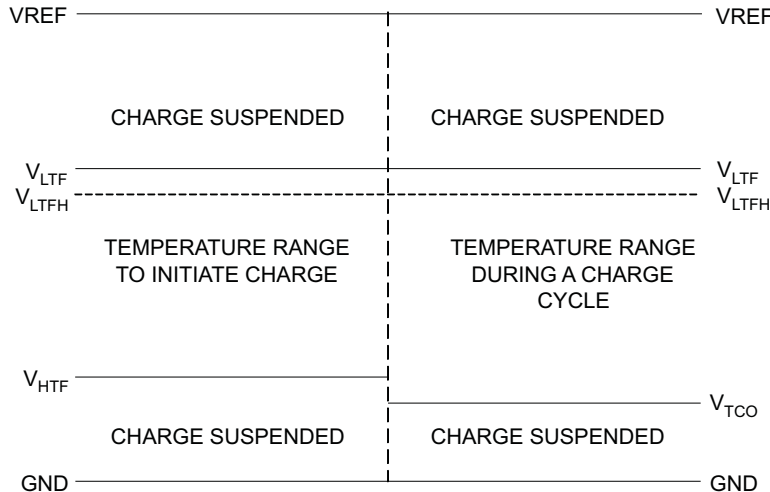 VREF
VREF
CHARGE SUSPENDED
CHARGE SUSPENDED
VLTF
VLTF
VLTFH
VLTFH
TEMPERATURE RANGE
TO INITIATE CHARGE
TEMPERATURE RANGE
DURING A CHARGE
CYCLE
VHTF
VTCO
CHARGE SUSPENDED
CHARGE SUSPENDED
GND
GND